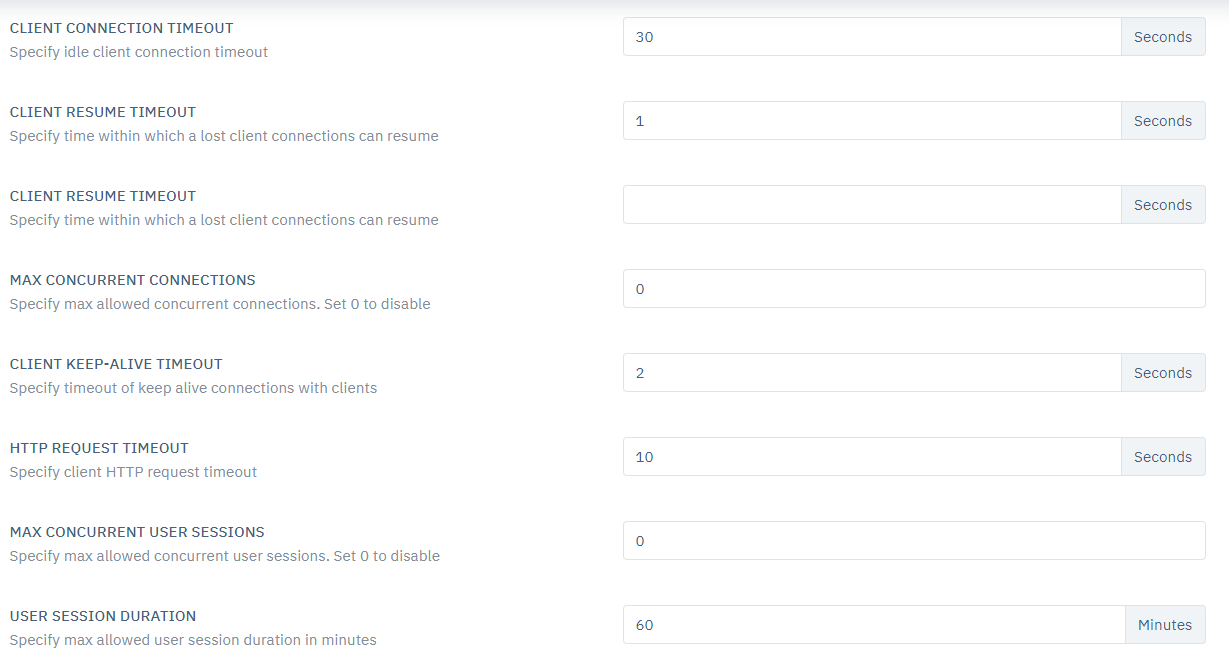 CLIENT CONNECTION TIMEOUT
Specify idle client connection timeout
30
Seconds
CLIENT RESUME TIMEOUT
Specify time within which a lost client connections can resume
1
Seconds
CLIENT RESUME TIMEOUT
Specify time within which a lost client connections can resume
Seconds
MAX CONCURRENT CONNECTIONS
Specify max allowed concurrent connections. Set 0 to disable
0
CLIENT KEEP-ALIVE TIMEOUT
Specify timeout of keep alive connections with clients
2
Seconds
HTTP REQUEST TIMEOUT
Specify client HTTP request timeout
10
Seconds
MAX CONCURRENT USER SESSIONS
Specify max allowed concurrent user sessions. Set 0 to disable
0
USER SESSION DURATION
Specify max allowed user session duration in minutes
60
Minutes